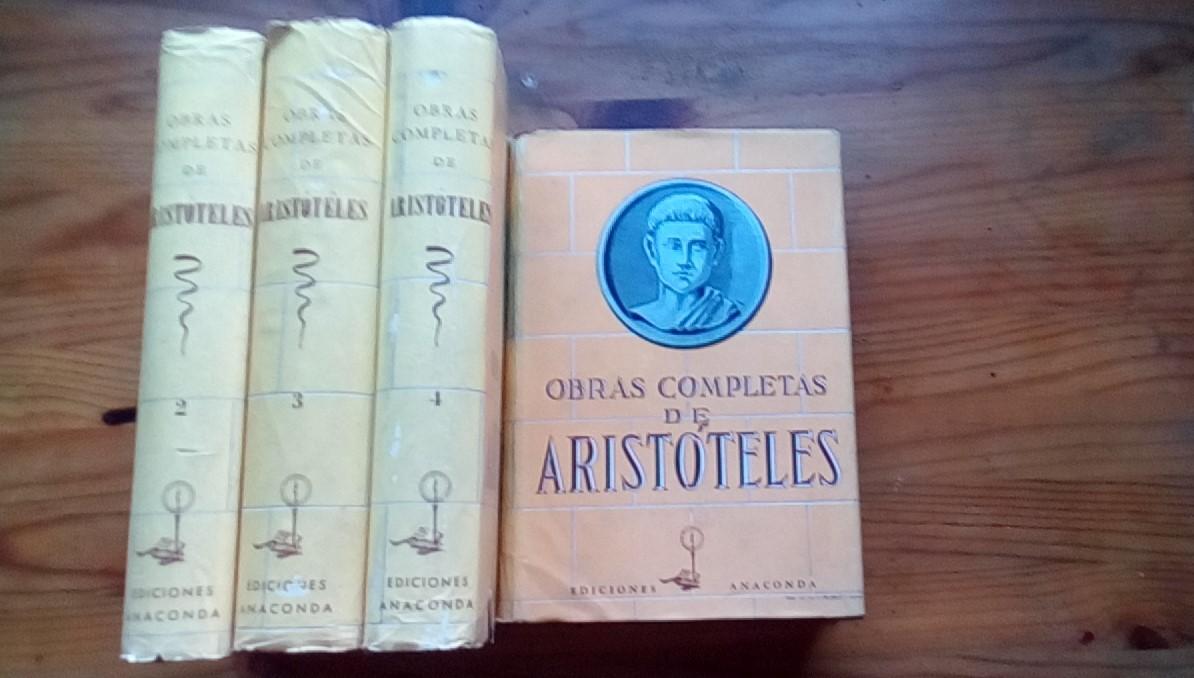 OBRAS
COMPLETAS
DE
ARISTÓTELES
2
EDICIONES
ANACONDA
OBRAS
COMPLETAS
DE
ARISTÓTELES
3
EDICIONES
ANACONDA
OBRAS
COMPLETAS
DE
ARISTÓTELES
4
EDICIONES
ANACONDA
OBRAS COMPLETAS
DE
ARISTÓTELES
EDICIONES ANACONDA